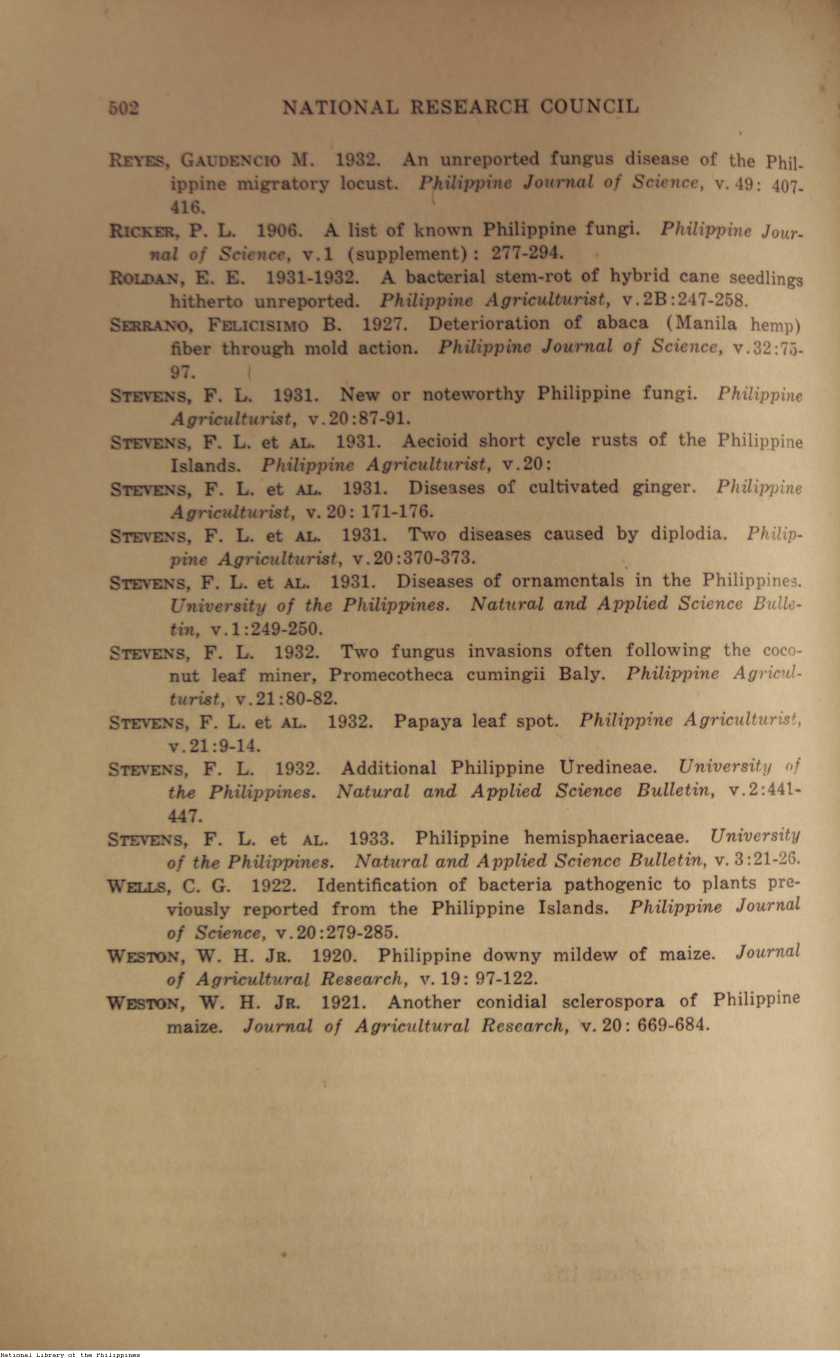 502 NATIONAL RESEARCH COUNCIL
REYES, GAUDENCIO M. 1932. An unreported fungus disease of the Phil-
ippine migratory locust. Philippine Journal of Science, v. 49: 407-
416.
RICKER, P. L. 1906. A list of known Philippine fungi. Philippine Jour-
nal of Science, v.1 (supplement): 277-294.
ROLDAN, E. E. 1931-1932. A bacterial stem-rot of hybrid cane seedlings
hitherto unreported. Philippine Agriculturist, v.2B:247-258.
SERRANO, FELICISIMO B. 1927. Deterioration of abaca (Manila hemp)
fiber through mold action. Philippine Journal of Science, v.32:75-
97.
STEVENS, F. L. 1931. New or noteworthy Philippine fungi. Philippine
Agriculturist, v.20:87-91.
STEVENS, F. L. et AL. 1931. Aecioid short cycle rusts of the Philippine
Islands. Philippine Agriculturist, v.20:
STEVENS, F. L. et AL. 1931. Diseases of cultivated ginger. Philippine
Agriculturist, v. 20: 171-176.
STEVENS, F. L. et AL. 1931. Two diseases caused by diplodia. Philip-
pine Agriculturist, v.20:370-373.
STEVENS, F. L. et AL. 1931. Diseases of ornamentals in the Philippines.
University of the Philippines. Natural and Applied Science Bulle-
tin, v.1:249-250.
STEVENS, F. L. 1932. Two fungus invasions often following the coco-
nut leaf miner, Promecotheca cumingii Baly. Philippine Agricul-
turist, v.21:80-82.
STEVENS, F. L. et AL. 1932. Papaya leaf spot. Philippine Agriculturist,
v.21:9-14.
STEVENS, F. L. 1932. Additional Philippine Uredineae. University of
the Philippines. Natural and Applied Science Bulletin, v.2:441-
447.
STEVENS, F. L. et AL. 1933. Philippine hemisphaeriaceae. University
of the Philippines. Natural and Applied Science Bulletin, v. 3:21-26.
WELLS, C. G. 1922. Identification of bacteria pathogenic to plants pre-
viously reported from the Philippine Islands. Philippine Journal
of Science, v.20:279-285.
WESTON, W. H. JR. 1920. Philippine downy mildew of maize. Journal
of Agricultural Research, v. 19: 97-122.
WESTON, W. H. JR. 1921. Another conidial sclerospora of Philippine
maize. Journal of Agricultural Research, v. 20: 669-684.
National Library of the Philippines